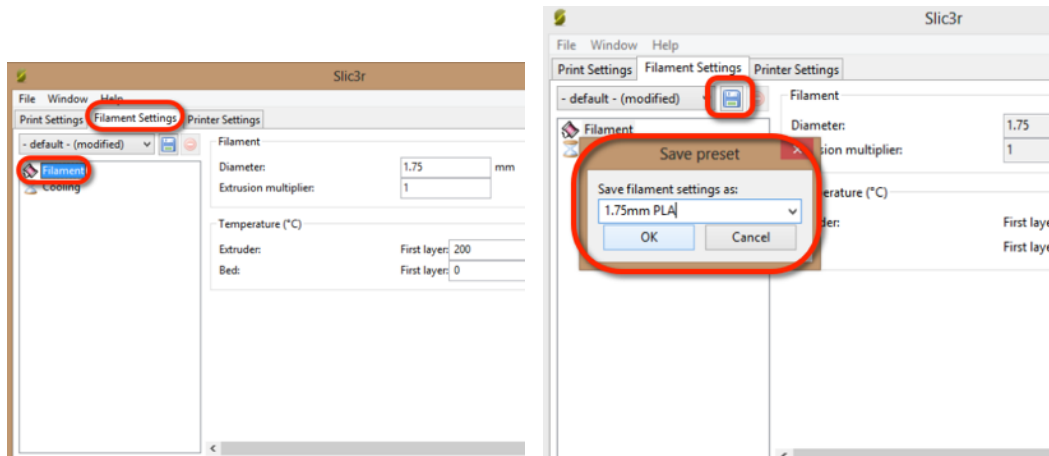 Slic3r
File Window Help
Print Settings Filament Settings Printer Settings
- default - (modified)
Filament
Cooling
Filament
Diameter: 1.75 mm
Extrusion multiplier: 1
Temperature (°C)
Extruder: First layer: 200
Bed: First layer: 0
Slic3r
File Window Help
Print Settings Filament Settings Printer Settings
- default - (modified)
Filament
Filament
Diameter: 1.75
sion multiplier: 1
Save preset
Save filament settings as:
1.75mm PLA
OK Cancel
erature (°C)
der: First laye
First laye